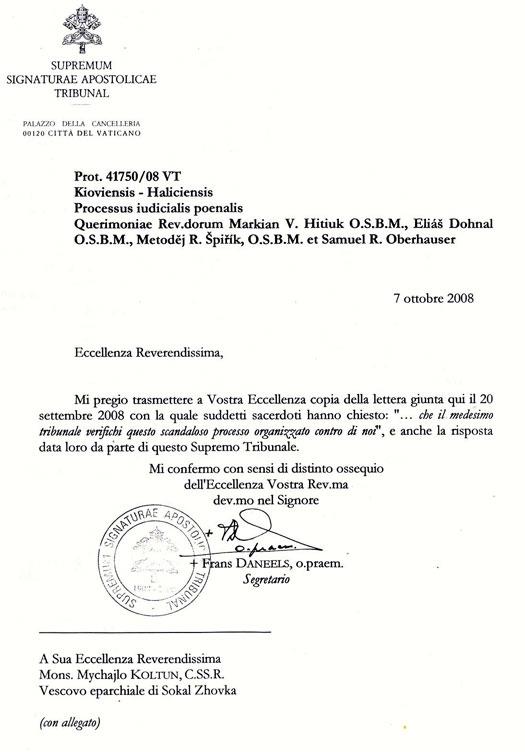 SUPREMUM
SIGNATURAE APOSTOLICAE
TRIBUNAL
PALAZZO DELLA CANCELLERIA
00120 CITTÀ DEL VATICANO
Prot. 41750/08 VT
Kioviensis - Haliciensis
Processus iudicialis poenalis
Querimoniae Rev.dorum Markian V. Hitiuk O.S.B.M., Eliáš Dohnal
O.S.B.M., Metoděj R. Špiřík, O.S.B.M. et Samuel R. Oberhauser
7 ottobre 2008
Eccellenza Reverendissima,
Mi pregio trasmettere a Vostra Eccellenza copia della lettera giunta qui il 20
settembre 2008 con la quale suddetti sacerdoti hanno chiesto: "... che il medesimo
tribunale verifichi questo scandaloso processo organizzato contro di noi", e anche la risposta
data loro da parte di questo Supremo Tribunale.
Mi confermo con sensi di distinto ossequio
dell'Eccellenza Vostra Rev.ma
dev.mo nel Signore
SUPREMUM SIGNATURAE APOSTOLICAE TRIBUNAL
+
o.praem.
+ Frans DANEELS, o.praem.
Segretario
A Sua Eccellenza Reverendissima
Mons. Mychajlo KOLTUN, C.SS.R.
Vescovo eparchiale di Sokal Zhovka
(con allegato)